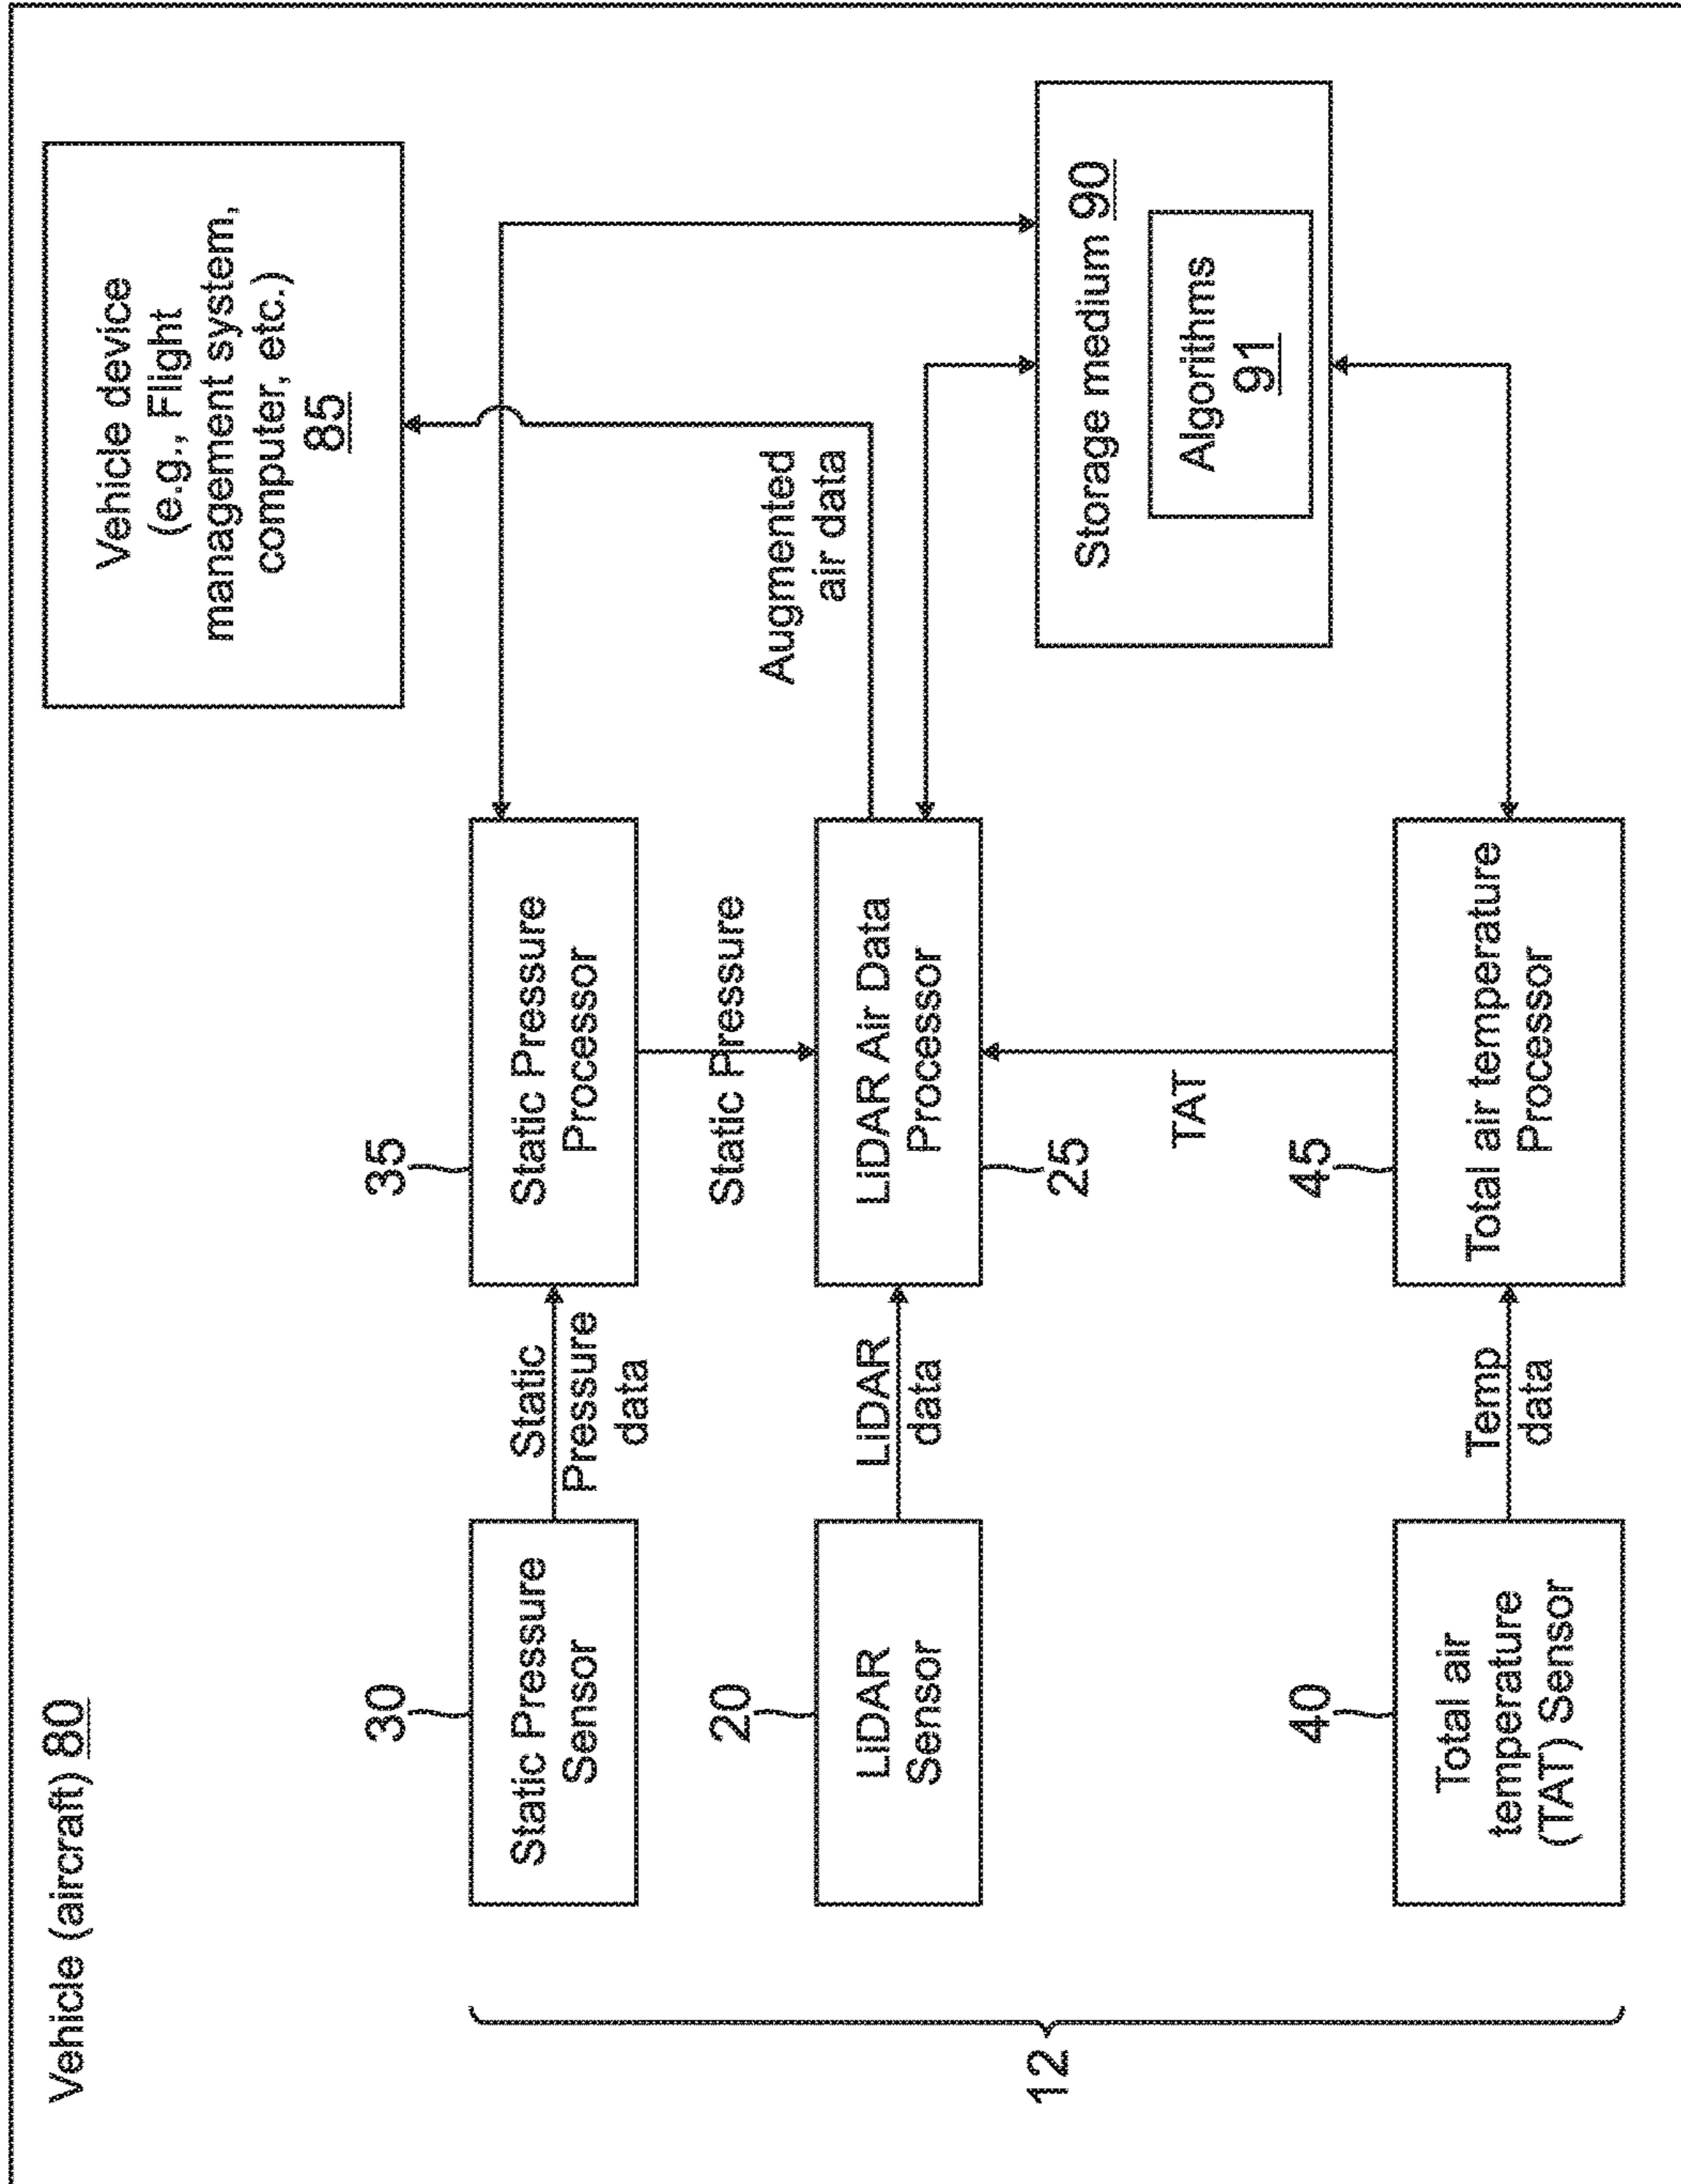 Vehicle (aircraft) 80
Vehicle device
(e.g., Flight
management system,
computer, etc.)
85
30
Static Pressure
Sensor
Static
Pressure
data
35
Static Pressure
Processor
Static Pressure
Augmented
air data
20
LiDAR
Sensor
LiDAR
data
LiDAR Air Data
Processor
25
TAT
Storage medium 90
Algorithms
91
40
Total air
temperature
(TAT) Sensor
Temp
data
45
Total air temperature
Processor
12